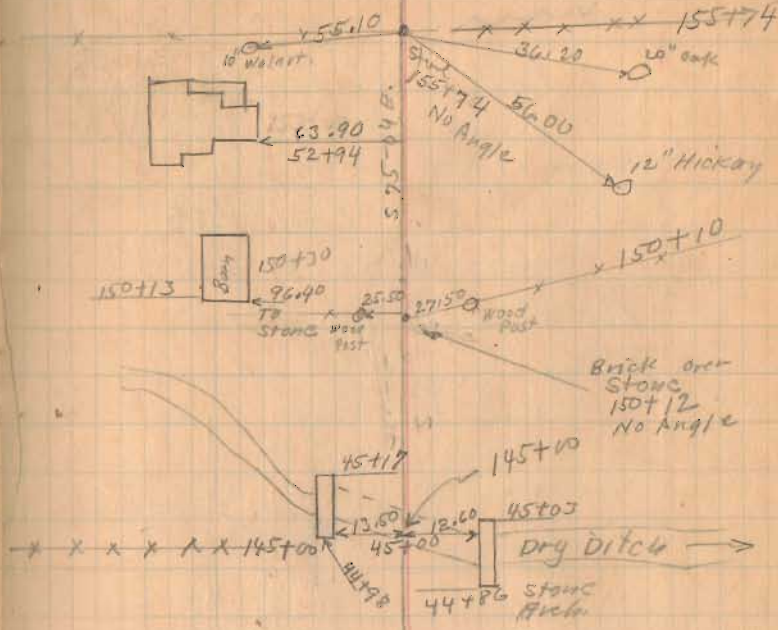 155+74
55.10
10" Walnut
36.20
20" oak
Stone
155+74
No Angle
56.00
63.90
52+94
S 25-04 E.
12" Hickory
150+10
150+30
150+13
96.40
To
Stone
25.50
Wood
Post
27.50
Wood
Post
Brick over
Stone
150+12
No Angle
45+17
145+00
13.50
12.60
45+03
145+00
45+00
Dry Ditch
44+98
44+86
Stone
Arch.